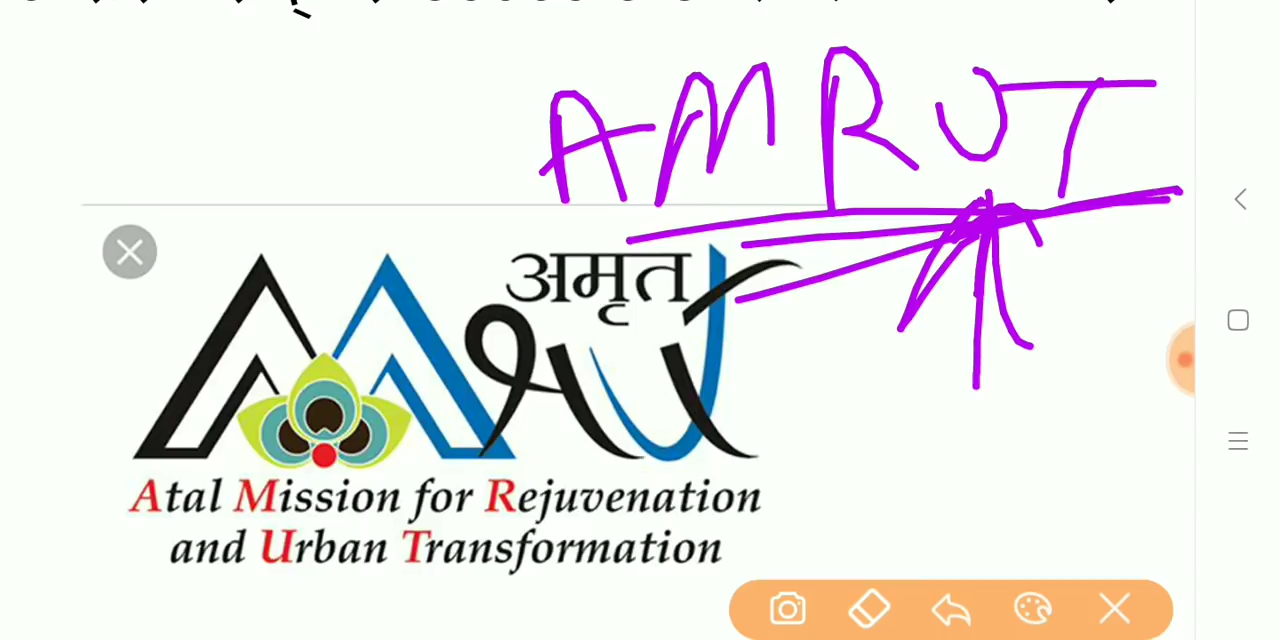 AMRUT
अमृत
Atal Mission for Rejuvenation
and Urban Transformation